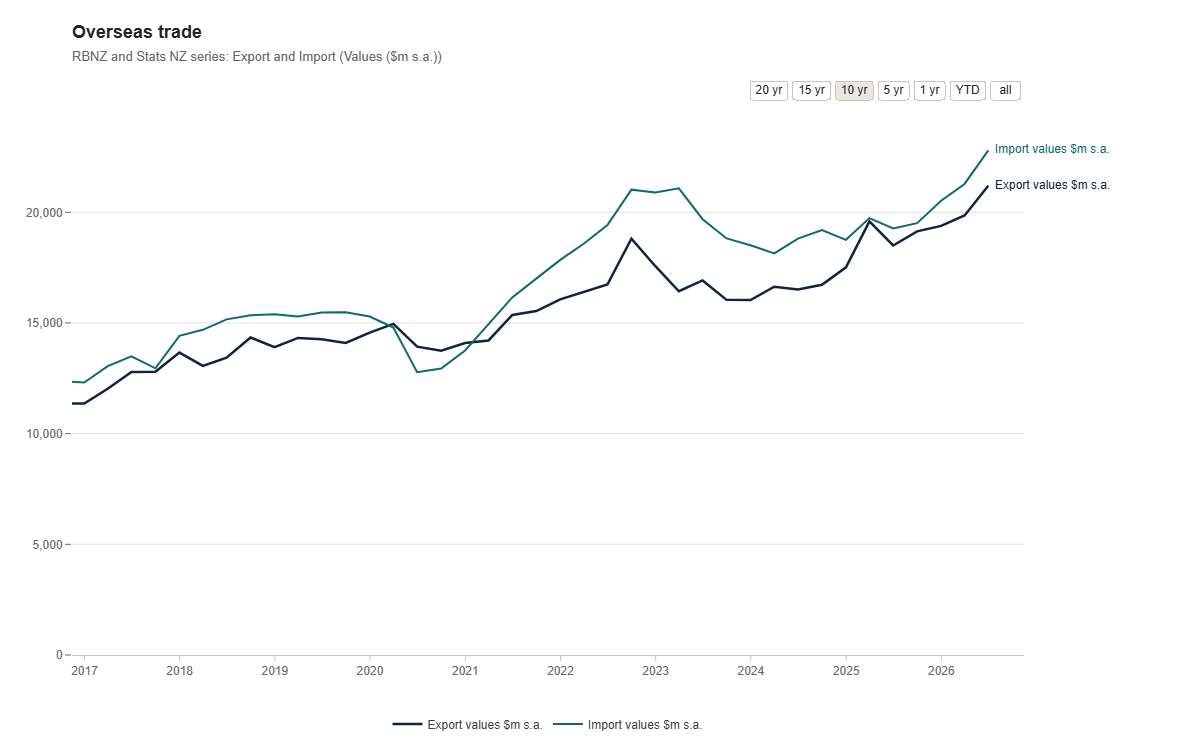 Overseas trade
RBNZ and Stats NZ series: Export and Import (Values ($m s.a.))
20 yr 15 yr 10 yr 5 yr 1 yr YTD all
Import values $m s.a.
Export values $m s.a.
20,000
15,000
10,000
5,000
0
2017 2018 2019 2020 2021 2022 2023 2024 2025 2026
Export values $m s.a. Import values $m s.a.